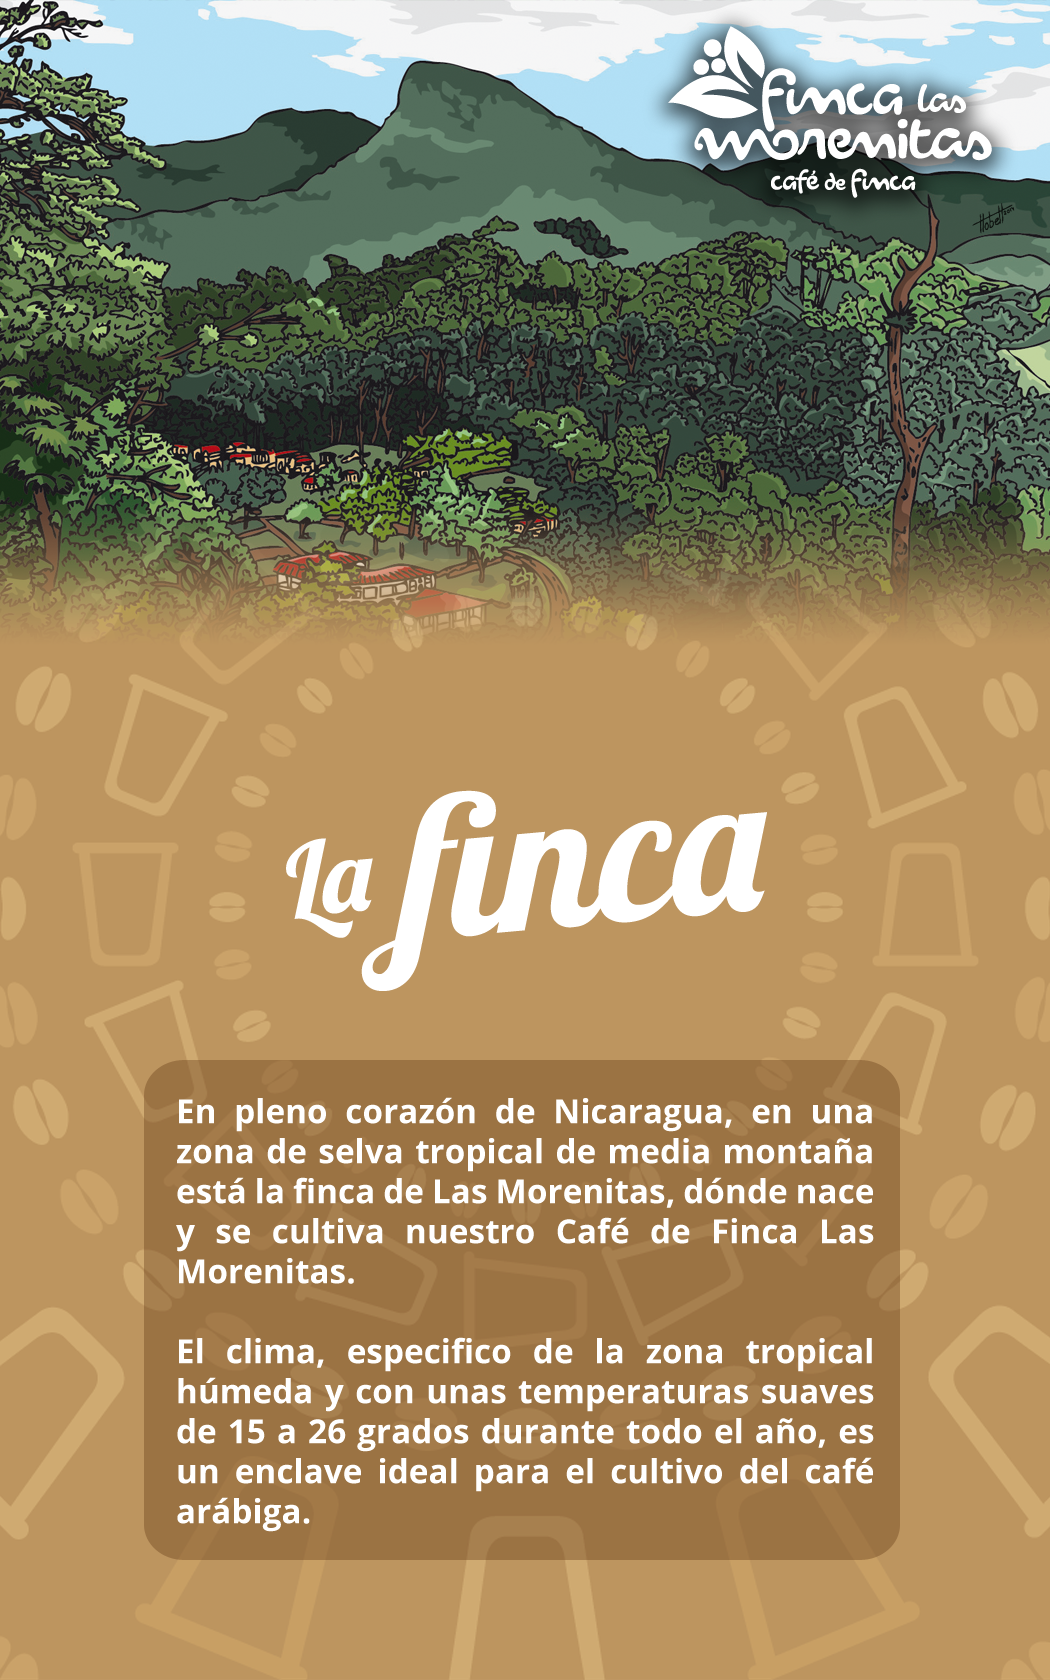 finca las
morenitas
café de finca
La finca
En pleno corazón de Nicaragua, en una
zona de selva tropical de media montaña
está la finca de Las Morenitas, dónde nace
y se cultiva nuestro Café de Finca Las
Morenitas.
El clima, especifico de la zona tropical
húmeda y con unas temperaturas suaves
de 15 a 26 grados durante todo el año, es
un enclave ideal para el cultivo del café
arábiga.